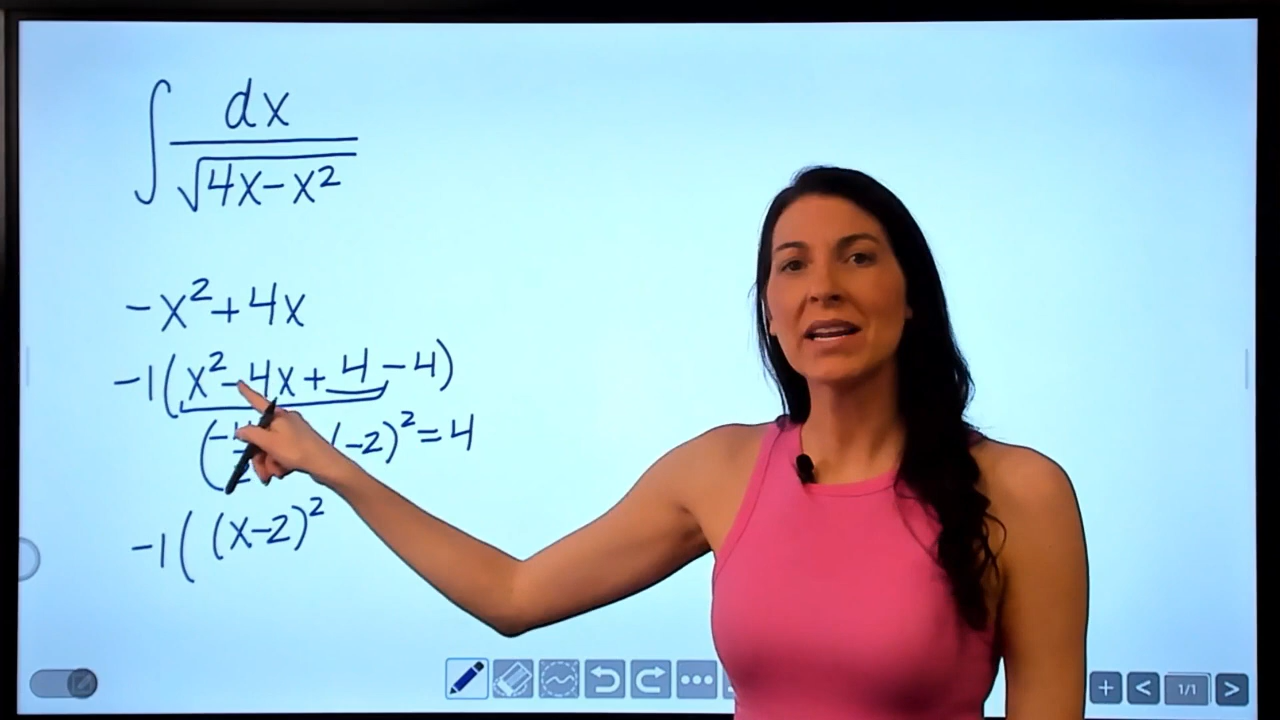 ∫ dx
√4x-x²
-x²+4x
-1(x²-4x+4-4)
-2)²=4
-1((x-2)²
1/1